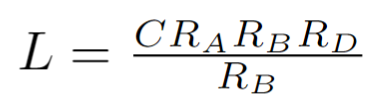 L = \frac{C R_A R_B R_D}{R_B}